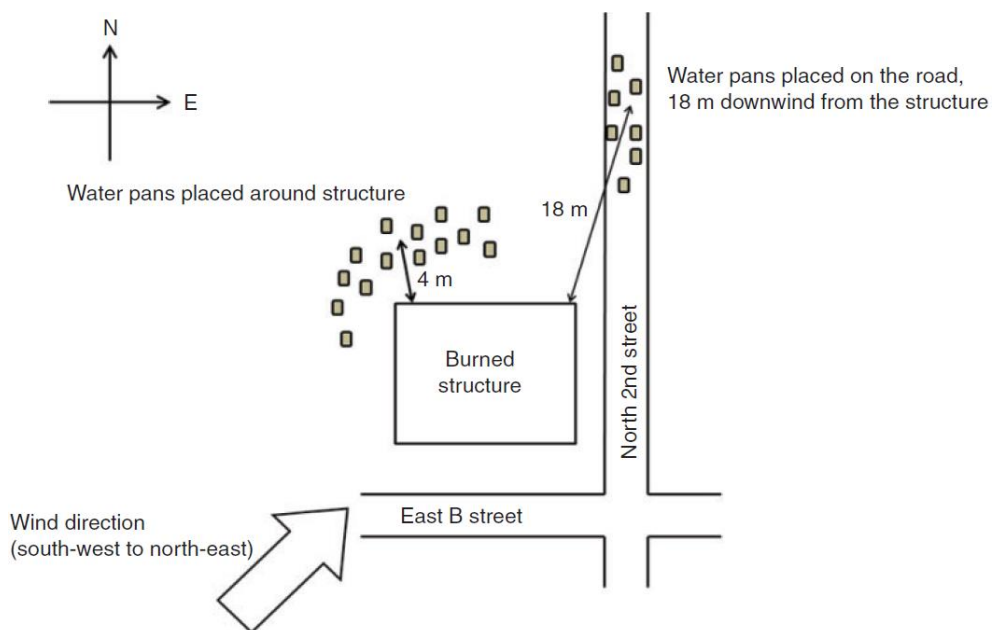 N
E
Water pans placed on the road,
18 m downwind from the structure
Water pans placed around structure
18 m
4 m
Burned
structure
North 2nd street
East B street
Wind direction
(south-west to north-east)